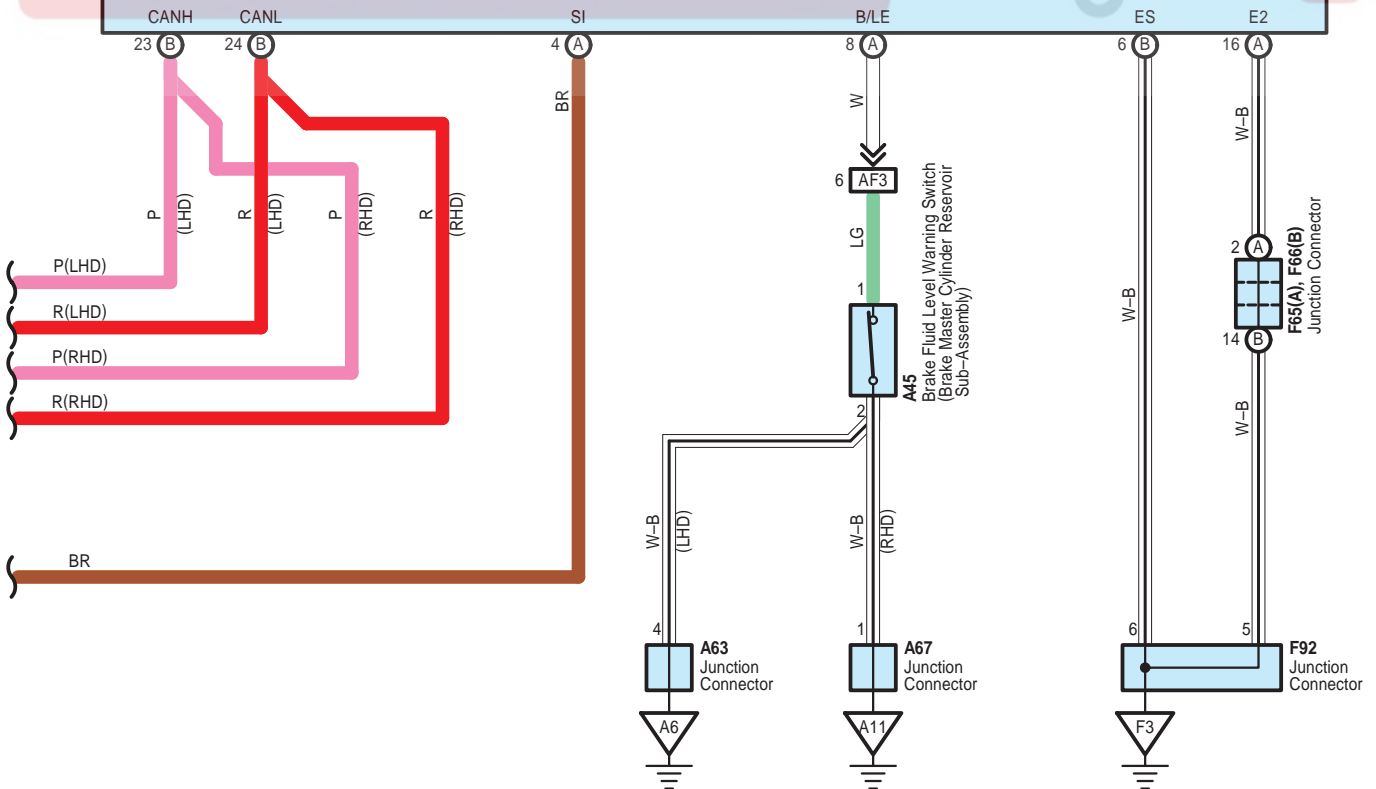 CANH
CANL
SI
B/LE
ES
E2
23 B
24 B
4 A
8 A
6 B
16 A
BR
W
W–B
6 AF3
LG
1
Brake Fluid Level Warning Switch
(Brake Master Cylinder Reservoir
Sub–Assembly)
A45
2
P
(LHD)
R
(LHD)
P
(RHD)
R
(RHD)
P(LHD)
R(LHD)
P(RHD)
R(RHD)
W–B
2 A
F65(A), F66(B)
Junction Connector
14 B
W–B
W–B
(LHD)
W–B
(RHD)
BR
4
A63
Junction
Connector
1
A67
Junction
Connector
6
5
F92
Junction
Connector
A6
A11
F3